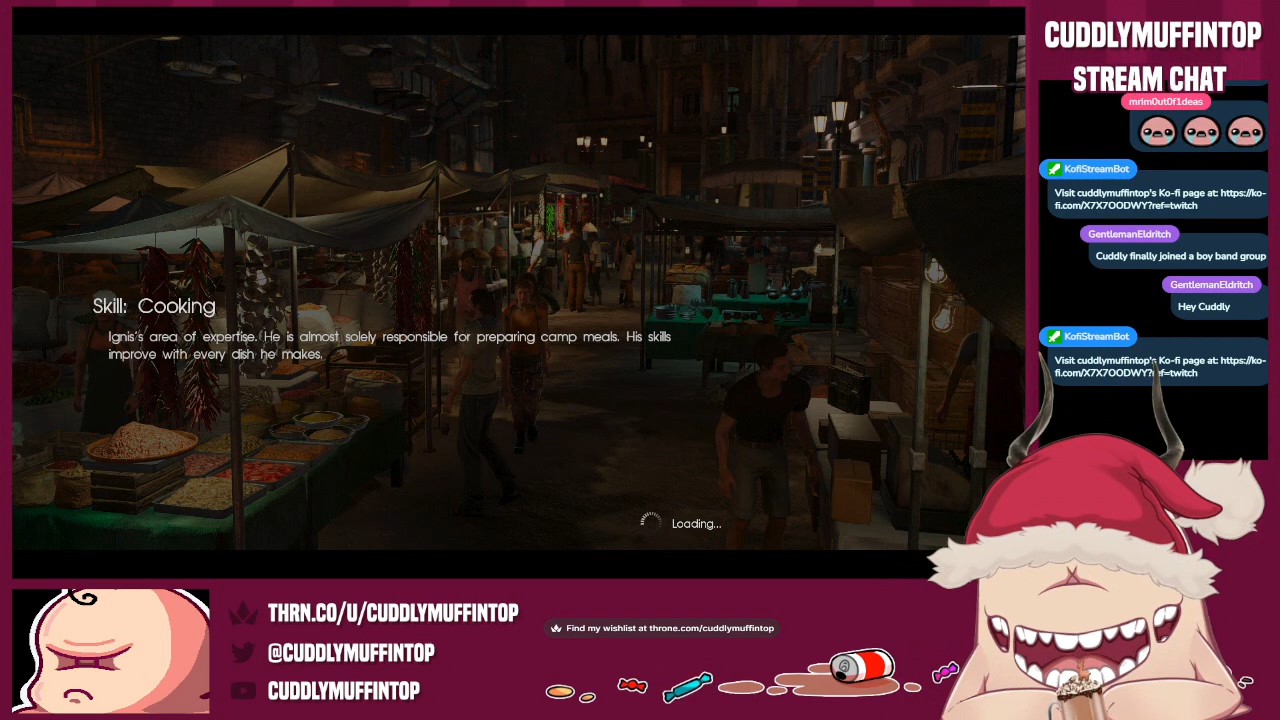 CUDDLYMUFFINTOP
STREAM CHAT
mrim0ut0f1deas
KofiStreamBot
Visit cuddlymuffintop's Ko-fi page at: https://ko-
fi.com/X7X7OODWY?ref=twitch
GentlemanEldritch
Cuddly finally joined a boy band group
GentlemanEldritch
Hey Cuddly
KofiStreamBot
Visit cuddlymuffintop's Ko-fi page at: https://ko-
fi.com/X7X7OODWY?ref=twitch
Skill: Cooking
Ignis's area of expertise. He is almost solely responsible for preparing camp meals. His skills
improve with every dish he makes.
Loading...
THRN.CO/U/CUDDLYMUFFINTOP
@CUDDLYMUFFINTOP
CUDDLYMUFFINTOP
Find my wishlist at throne.com/cuddlymuffintop